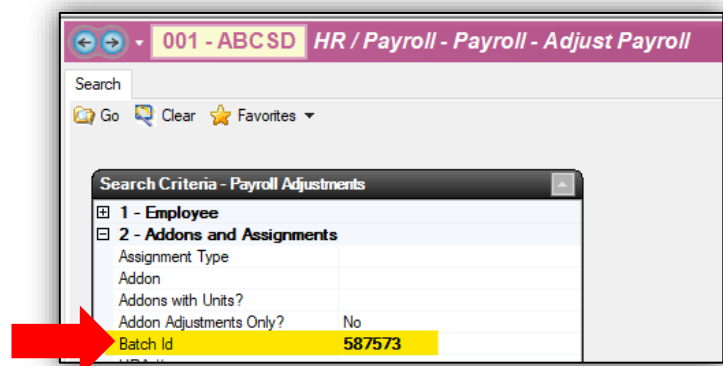 001 - ABCSD HR / Payroll - Payroll - Adjust Payroll
Search
Go Clear Favorites
Search Criteria - Payroll Adjustments
1 - Employee
2 - Addons and Assignments
Assignment Type
Addon
Addons with Units?
Addon Adjustments Only? No
Batch Id 587573